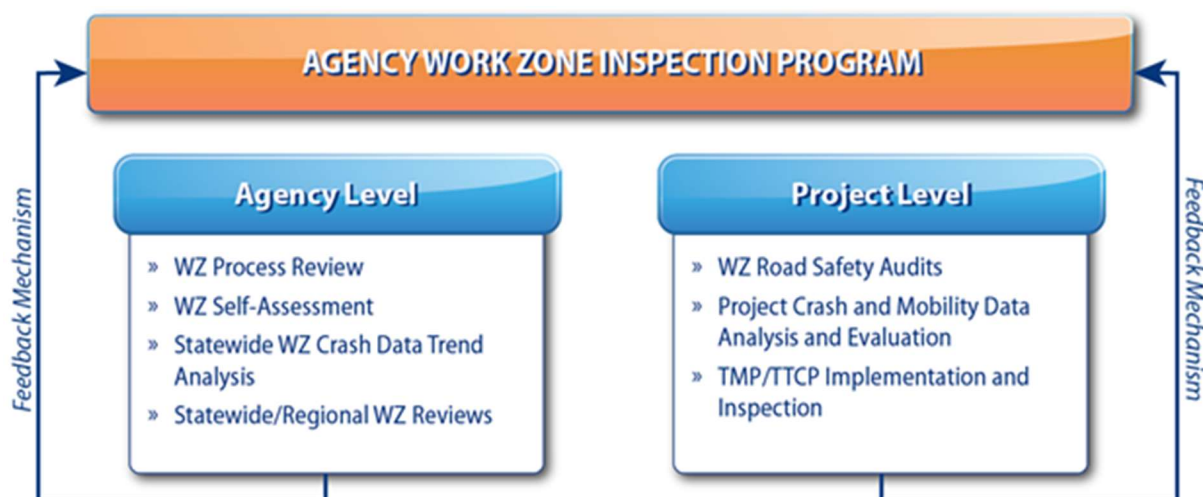 AGENCY WORK ZONE INSPECTION PROGRAM
Feedback Mechanism
Agency Level
» WZ Process Review
» WZ Self-Assessment
» Statewide WZ Crash Data Trend
Analysis
» Statewide/Regional WZ Reviews
Project Level
» WZ Road Safety Audits
» Project Crash and Mobility Data
Analysis and Evaluation
» TMP/TTCP Implementation and
Inspection
Feedback Mechanism